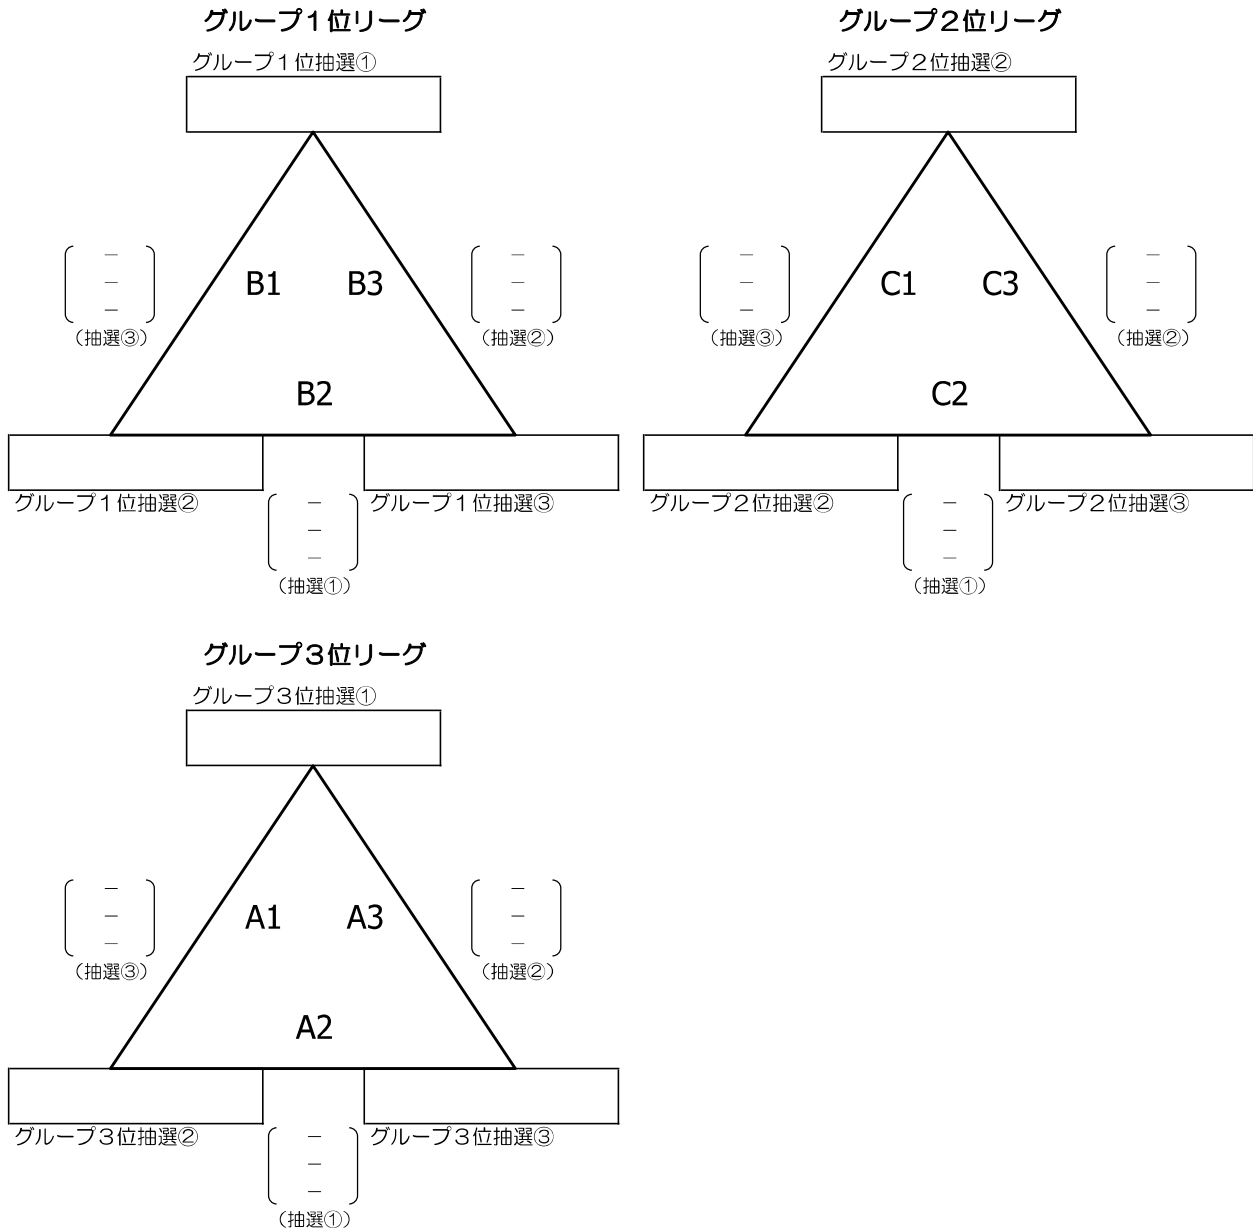 グループ１位リーグ
グループ１位抽選①
－
－
－
（抽選③）
B1
B3
－
－
－
（抽選②）
B2
グループ１位抽選②
グループ１位抽選③
－
－
－
（抽選①）
グループ２位リーグ
グループ２位抽選②
－
－
－
（抽選③）
C1
C3
－
－
－
（抽選②）
C2
グループ２位抽選②
グループ２位抽選③
－
－
－
（抽選①）
グループ３位リーグ
グループ３位抽選①
－
－
－
（抽選③）
A1
A3
－
－
－
（抽選②）
A2
グループ３位抽選②
グループ３位抽選③
－
－
－
（抽選①）